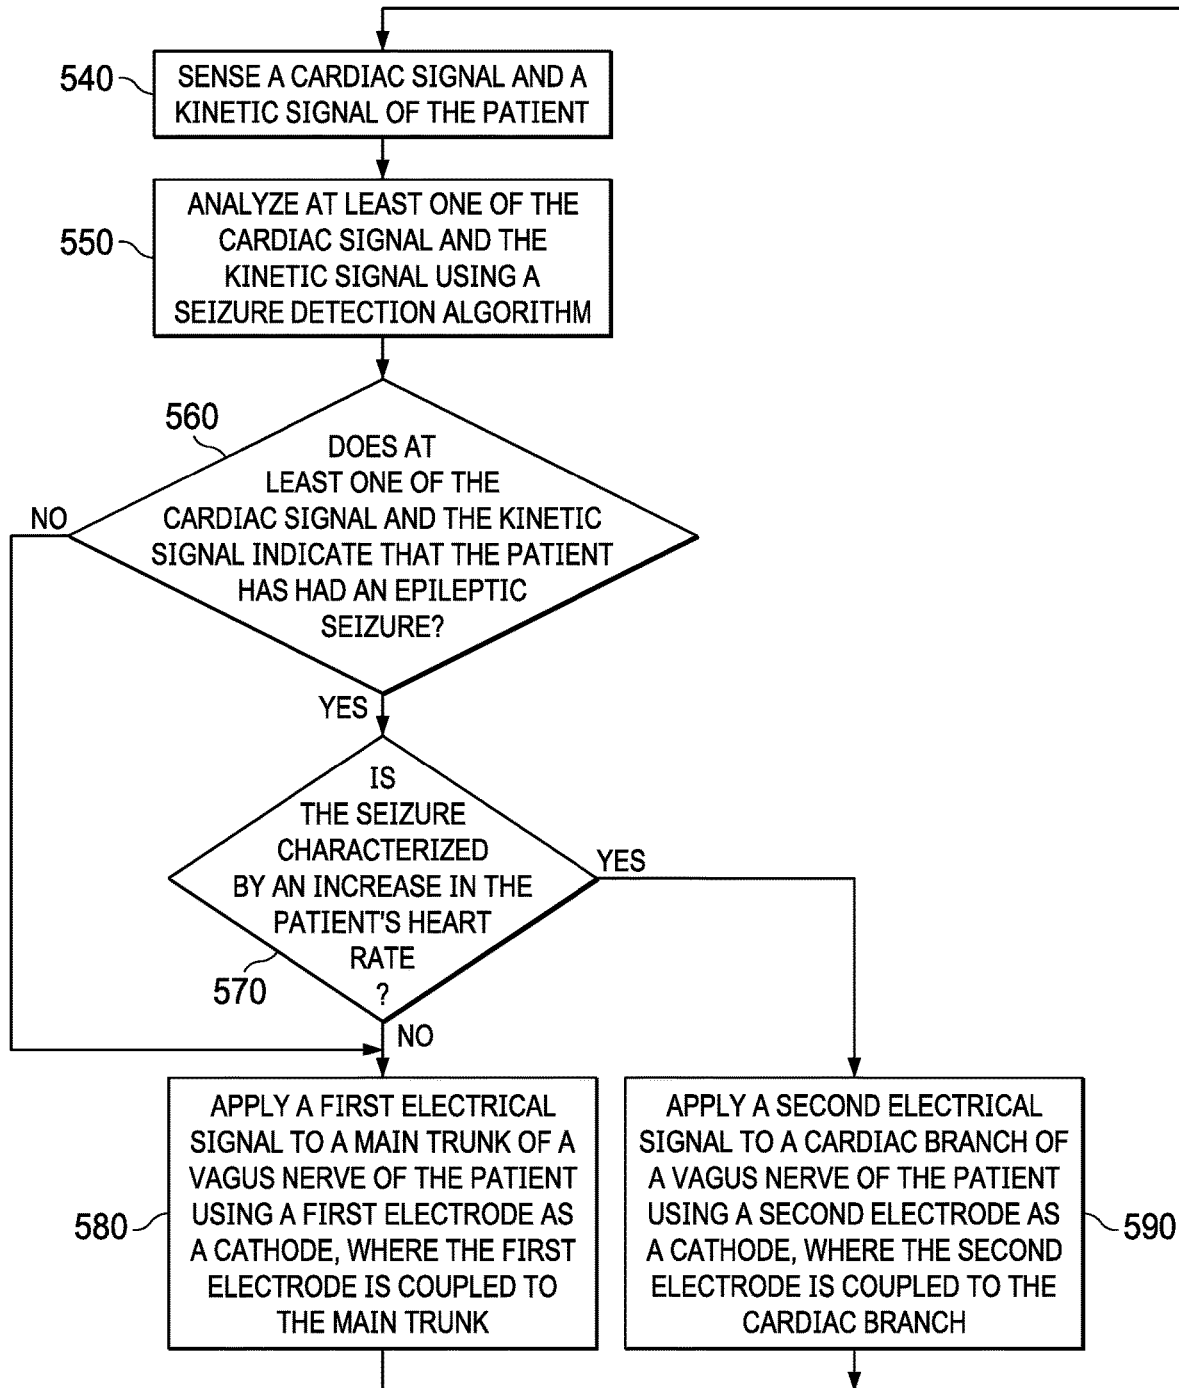 540
SENSE A CARDIAC SIGNAL AND A
KINETIC SIGNAL OF THE PATIENT
550
ANALYZE AT LEAST ONE OF THE
CARDIAC SIGNAL AND THE
KINETIC SIGNAL USING A
SEIZURE DETECTION ALGORITHM
560
DOES AT
LEAST ONE OF THE
CARDIAC SIGNAL AND THE KINETIC
SIGNAL INDICATE THAT THE PATIENT
HAS HAD AN EPILEPTIC
SEIZURE?
NO
YES
IS
THE SEIZURE
CHARACTERIZED
BY AN INCREASE IN THE
PATIENT'S HEART
RATE
?
570
YES
NO
580
APPLY A FIRST ELECTRICAL
SIGNAL TO A MAIN TRUNK OF A
VAGUS NERVE OF THE PATIENT
USING A FIRST ELECTRODE AS
A CATHODE, WHERE THE FIRST
ELECTRODE IS COUPLED TO
THE MAIN TRUNK
APPLY A SECOND ELECTRICAL
SIGNAL TO A CARDIAC BRANCH OF
A VAGUS NERVE OF THE PATIENT
USING A SECOND ELECTRODE AS
A CATHODE, WHERE THE SECOND
ELECTRODE IS COUPLED TO THE
CARDIAC BRANCH
590